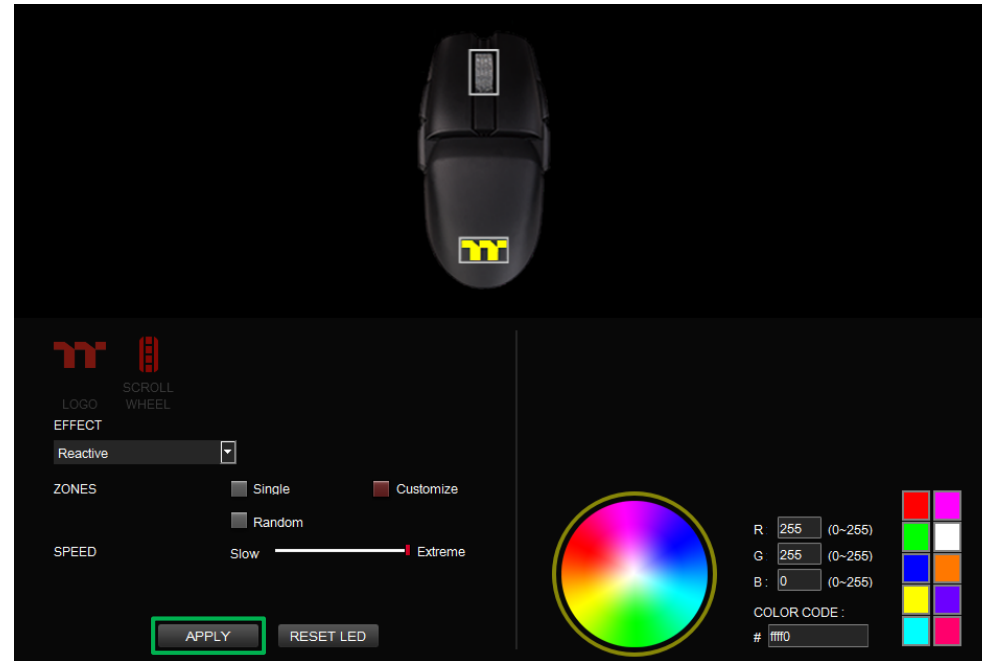 SCROLL
LOGO WHEEL
EFFECT
Reactive
ZONES Single Customize
Random
SPEED Slow Extreme
APPLY RESET LED
R 255 (0~255)
G 255 (0~255)
B : 0 (0~255)
COLOR CODE :
# ffff0